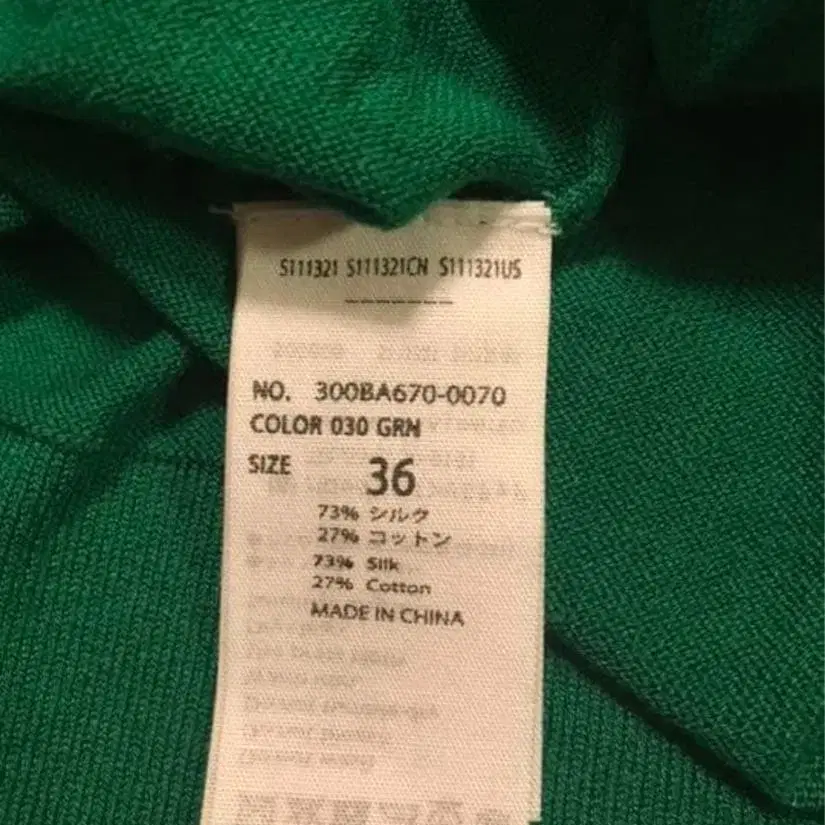 S111321 S111321CN S111321US
NO. 300BA670-0070
COLOR 030 GRN
SIZE 36
73% シルク
27% コットン
73% Silk
27% Cotton
MADE IN CHINA